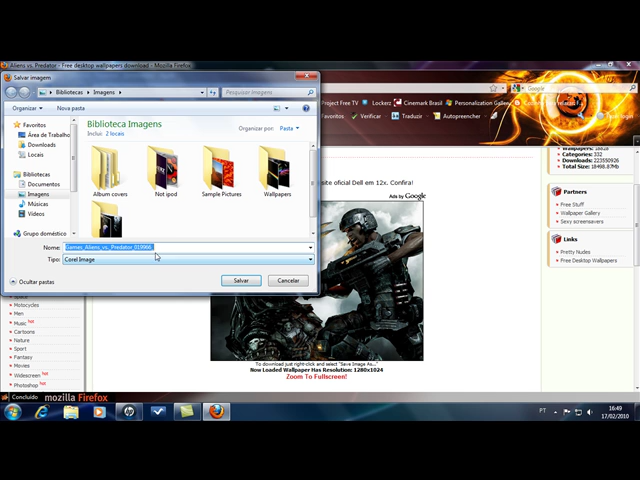 Aliens vs. Predator - Free desktop wallpapers download - Mozilla Firefox
Salvar imagem
Bibliotecas ▸ Imagens ▸
Pesquisar Imagens
Google
Organizar
Nova pasta
Project Free TV
Lockerz
Cinemark Brasil
Personalization Gallery
Verificar
Traduzir
Autopreencher
login
Favoritos
Área de Trabalho
Downloads
Locais
Bibliotecas
Documentos
Imagens
Músicas
Vídeos
Grupo doméstico
Biblioteca Imagens
Inclui: 2 locais
Organizar por: Pasta
Album covers
Not ipod
Sample Pictures
Wallpapers
Nome: Games_Aliens_vs._Predator_019966_
Tipo: Corel Image
Ocultar pastas
Salvar
Cancelar
site oficial Dell em 12x. Confira!
Ads by Google
Categories: 332
Downloads: 223550926
Total Size: 18498.87Mb
Partners
Free Stuff
Wallpaper Gallery
Sexy screensavers
Links
Pretty Nudes
Free Desktop Wallpapers
Space
Motocycles
Men
Music hot
Cartoons
Nature
Sport
Fantasy
Movies
Widescreen hot
Photoshop hot
To download just right-click and select "Save Image As..."
Now Loaded Wallpaper Has Resolution: 1280x1024
Zoom To Fullscreen!
Concluído
mozilla Firefox
PT
16:49
17/02/2010